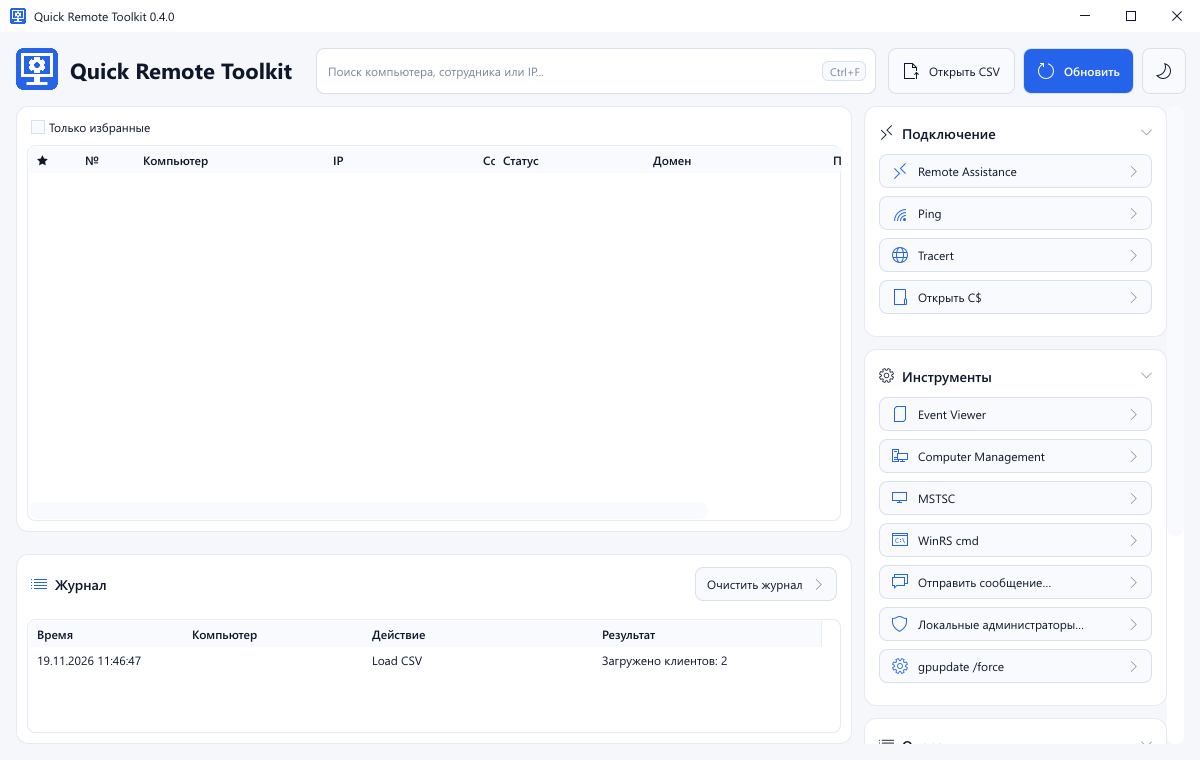 Quick Remote Toolkit 0.4.0
Quick Remote Toolkit
Поиск компьютера, сотрудника или IP...
Ctrl+F
Открыть CSV
Обновить
Только избранные
№ Компьютер IP Сс Статус Домен П
Подключение
Remote Assistance
Ping
Tracert
Открыть C$
Инструменты
Event Viewer
Computer Management
MSTSC
WinRS cmd
Отправить сообщение...
Локальные администраторы...
gpupdate /force
Журнал
Очистить журнал
Время Компьютер Действие Результат
19.11.2026 11:46:47 Load CSV Загружено клиентов: 2